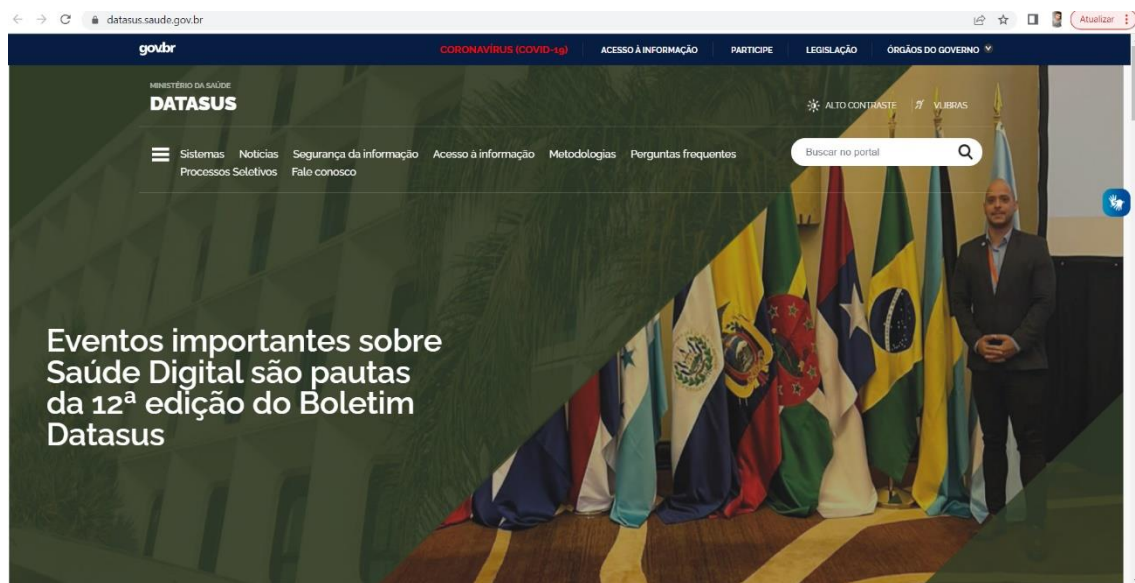 datasus.saude.gov.br
Atualizar
gov.br
CORONAVÍRUS (COVID-19)
ACESSO À INFORMAÇÃO
PARTICIPE
LEGISLAÇÃO
ÓRGÃOS DO GOVERNO
MINISTÉRIO DA SAÚDE
DATASUS
ALTO CONTRASTE
VLIBRAS
Sistemas Notícias Segurança da informação Acesso à informação Metodologias Perguntas frequentes
Processos Seletivos Fale conosco
Buscar no portal
Eventos importantes sobre
Saúde Digital são pautas
da 12ª edição do Boletim
Datasus